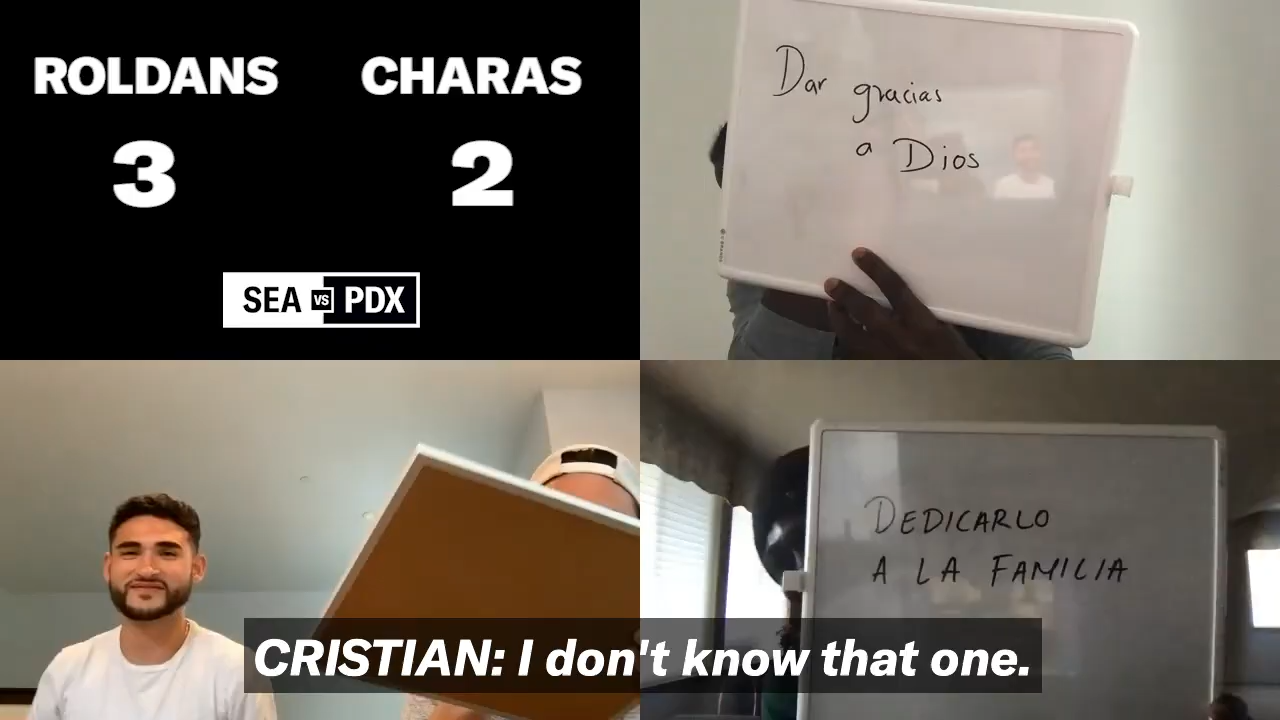 ROLDANS CHARAS
3 2
SEA VS PDX
Dar gracias
a Dios
DEDICARLO
A LA FAMILIA
CRISTIAN: I don't know that one.